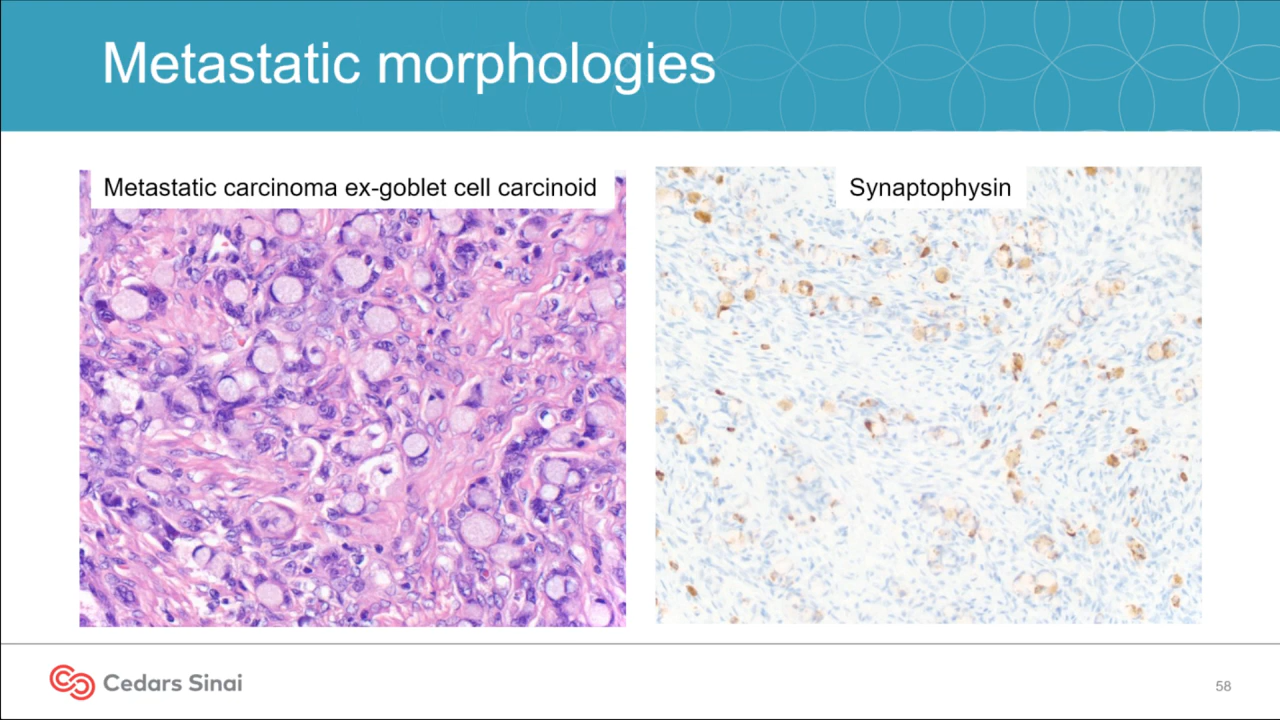 Metastatic morphologies
Metastatic carcinoma ex-goblet cell carcinoid
Synaptophysin
Cedars Sinai
58